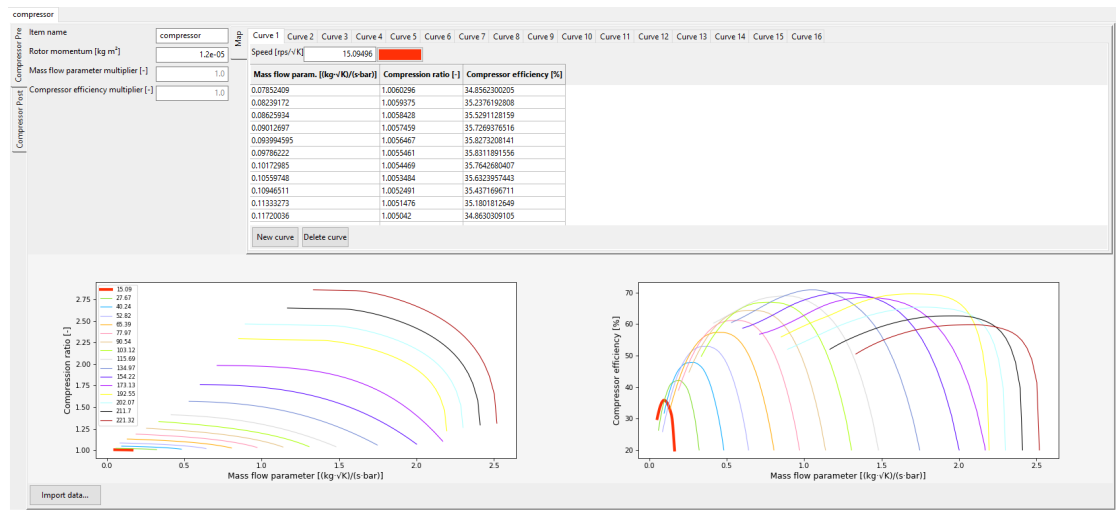 compressor
Compressor Pre
Compressor Post
Item name
compressor
Rotor momentum [kg m²]
1.2e-05
Mass flow parameter multiplier [-]
1.0
Compressor efficiency multiplier [-]
1.0
Map
Curve 1 Curve 2 Curve 3 Curve 4 Curve 5 Curve 6 Curve 7 Curve 8 Curve 9 Curve 10 Curve 11 Curve 12 Curve 13 Curve 14 Curve 15 Curve 16
Speed [rps/√K] 15.09496
Mass flow param. [(kg·√K)/(s·bar)] Compression ratio [-] Compressor efficiency [%]
0.07852409 1.0060296 34.8562300205
0.08239172 1.0059375 35.2376192808
0.08625934 1.0058428 35.5291128159
0.09012697 1.0057459 35.7269376516
0.093994595 1.0056467 35.8273208141
0.09786222 1.0055461 35.8311891556
0.10172985 1.0054469 35.7642680407
0.10559748 1.0053484 35.6323957443
0.10946511 1.0052491 35.4371696711
0.11333273 1.0051476 35.1801812649
0.11720036 1.005042 34.8630309105
New curve Delete curve
Compression ratio [-]
2.75
2.50
2.25
2.00
1.75
1.50
1.25
1.00
15.09
27.67
40.24
52.82
65.39
77.97
90.54
103.12
115.69
134.97
154.22
173.13
192.55
202.07
211.7
221.32
0.0 0.5 1.0 1.5 2.0 2.5
Mass flow parameter [(kg·√K)/(s·bar)]
Compressor efficiency [%]
70
60
50
40
30
20
0.0 0.5 1.0 1.5 2.0 2.5
Mass flow parameter [(kg·√K)/(s·bar)]
Import data...